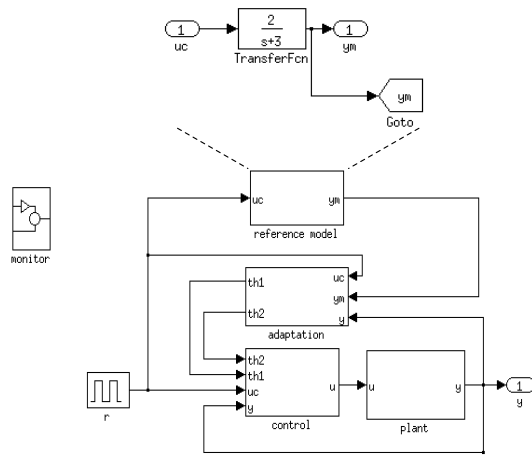 1 2 1
s+3
uc TransferFcn ym
ym
Goto
uc ym
reference model
monitor
uc
th1
ym
th2
y
adaptation
th2
th1
uc u u y 1
y
r control plant y